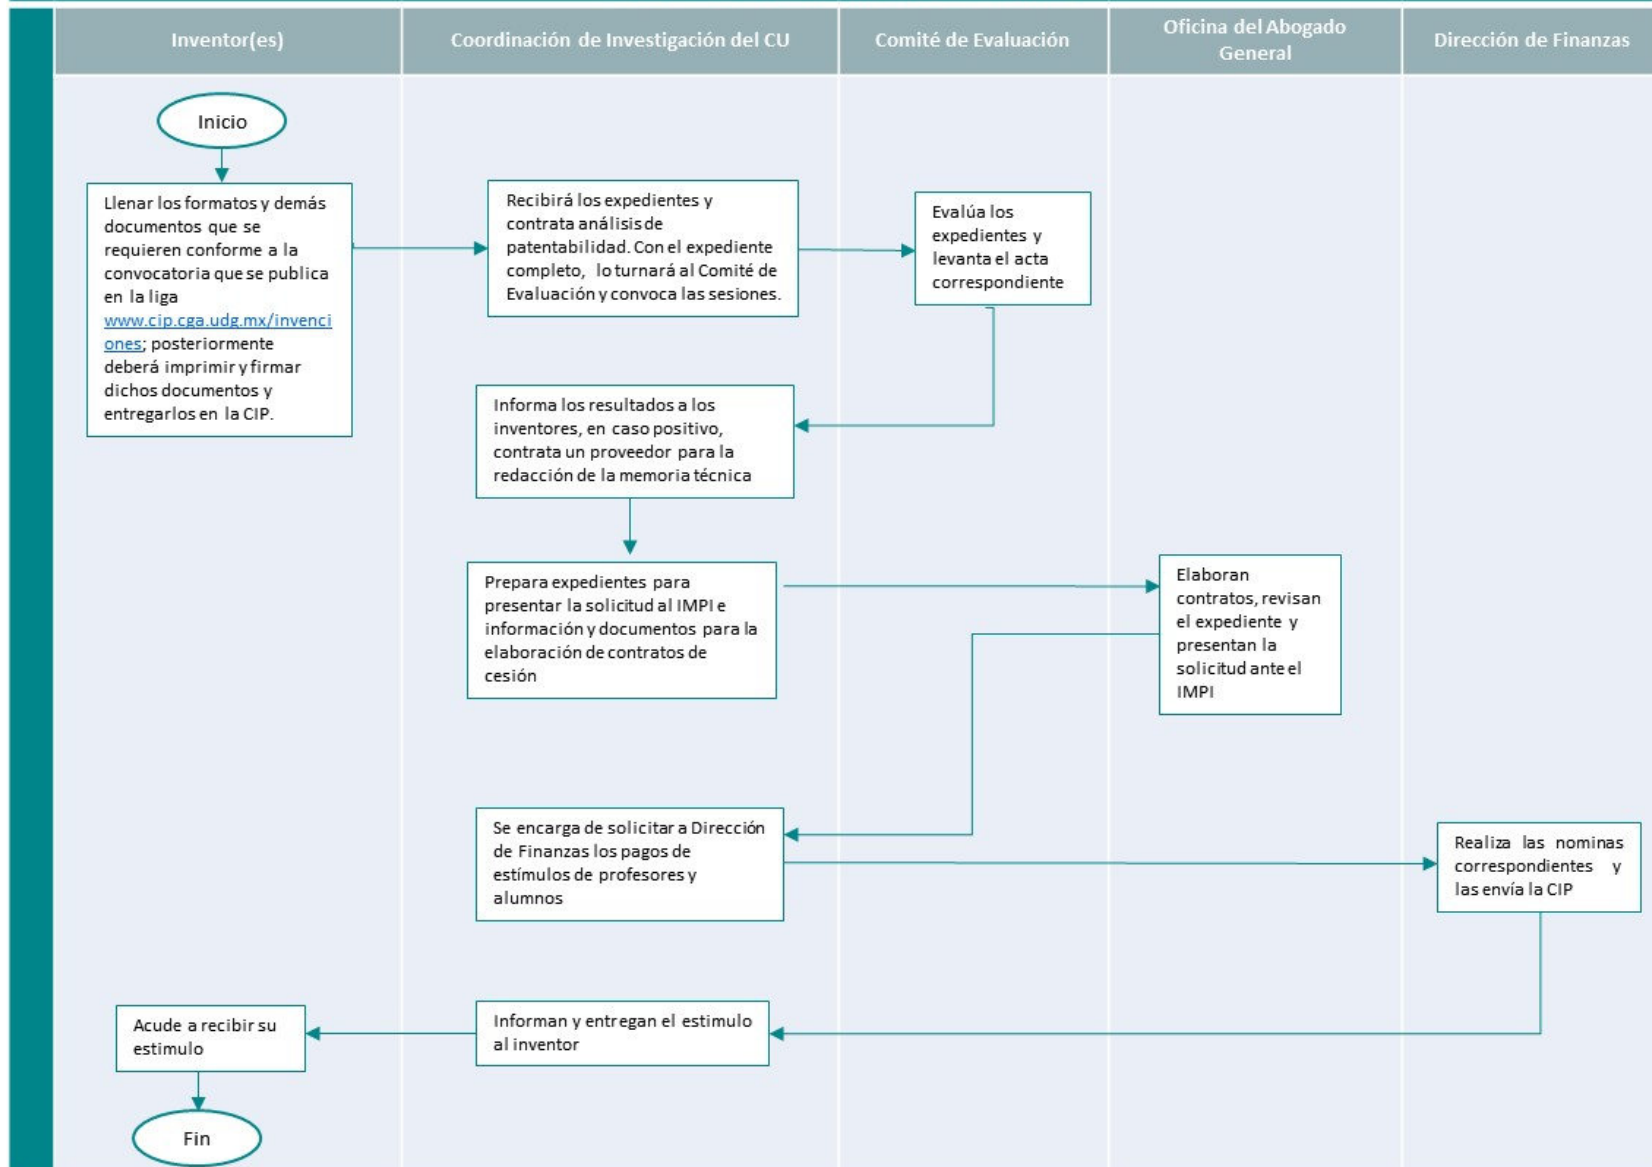 Inventor(es)
Coordinación de Investigación del CU
Comité de Evaluación
Oficina del Abogado
General
Dirección de Finanzas
Inicio
Llenar los formatos y demás
documentos que se
requieren conforme a la
convocatoria que se publica
en la liga
www.cip.cga.udg.mx/invenci
ones; posteriormente
deberá imprimir y firmar
dichos documentos y
entregarlos en la CIP.
Recibirá los expedientes y
contrata análisis de
patentabilidad. Con el expediente
completo, lo turnará al Comité de
Evaluación y convoca las sesiones.
Evalúa los
expedientes y
levanta el acta
correspondiente
Informa los resultados a los
inventores, en caso positivo,
contrata un proveedor para la
redacción de la memoria técnica
Prepara expedientes para
presentar la solicitud al IMPI e
información y documentos para la
elaboración de contratos de
cesión
Elaboran
contratos, revisan
el expediente y
presentan la
solicitud ante el
IMPI
Se encarga de solicitar a Dirección
de Finanzas los pagos de
estímulos de profesores y
alumnos
Realiza las nominas
correspondientes y
las envía la CIP
Informan y entregan el estimulo
al inventor
Acude a recibir su
estimulo
Fin